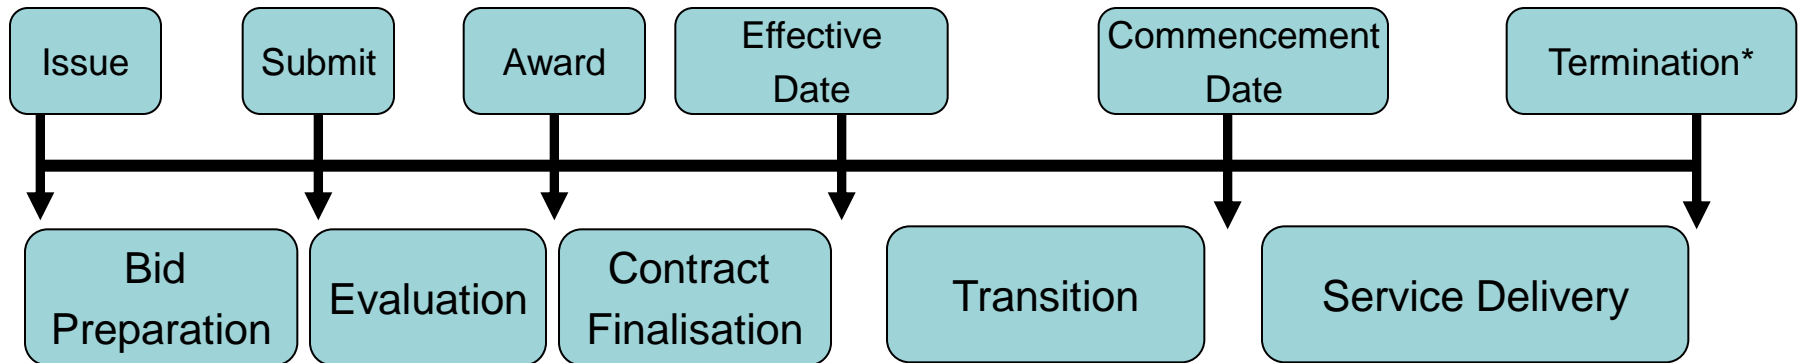 Issue
Submit
Award
Effective
Date
Commencement
Date
Termination*
Bid
Preparation
Evaluation
Contract
Finalisation
Transition
Service Delivery